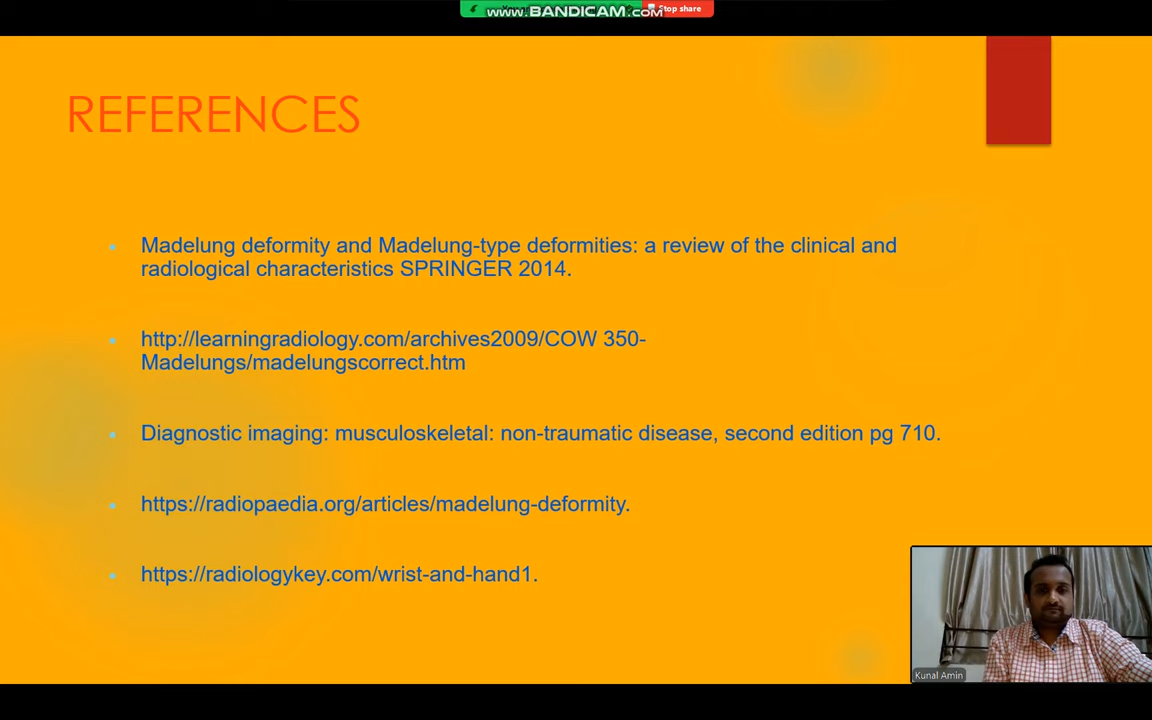 www.BANDICAM.com
Stop share
REFERENCES
Madelung deformity and Madelung-type deformities: a review of the clinical and
radiological characteristics SPRINGER 2014.
http://learningradiology.com/archives2009/COW 350-
Madelungs/madelungscorrect.htm
Diagnostic imaging: musculoskeletal: non-traumatic disease, second edition pg 710.
https://radiopaedia.org/articles/madelung-deformity.
https://radiologykey.com/wrist-and-hand1.
Kunal Amin